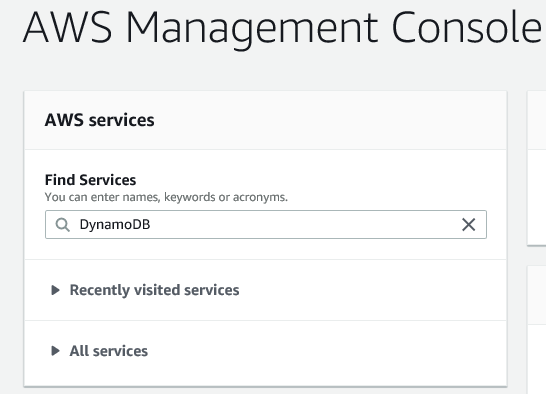 AWS Management Console
AWS services
Find Services
You can enter names, keywords or acronyms.
DynamoDB
Recently visited services
All services